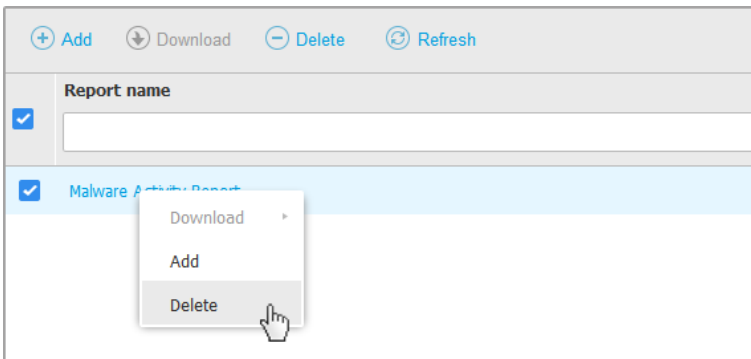 Add Download Delete Refresh
Report name
Malware Activity Report
Download
Add
Delete